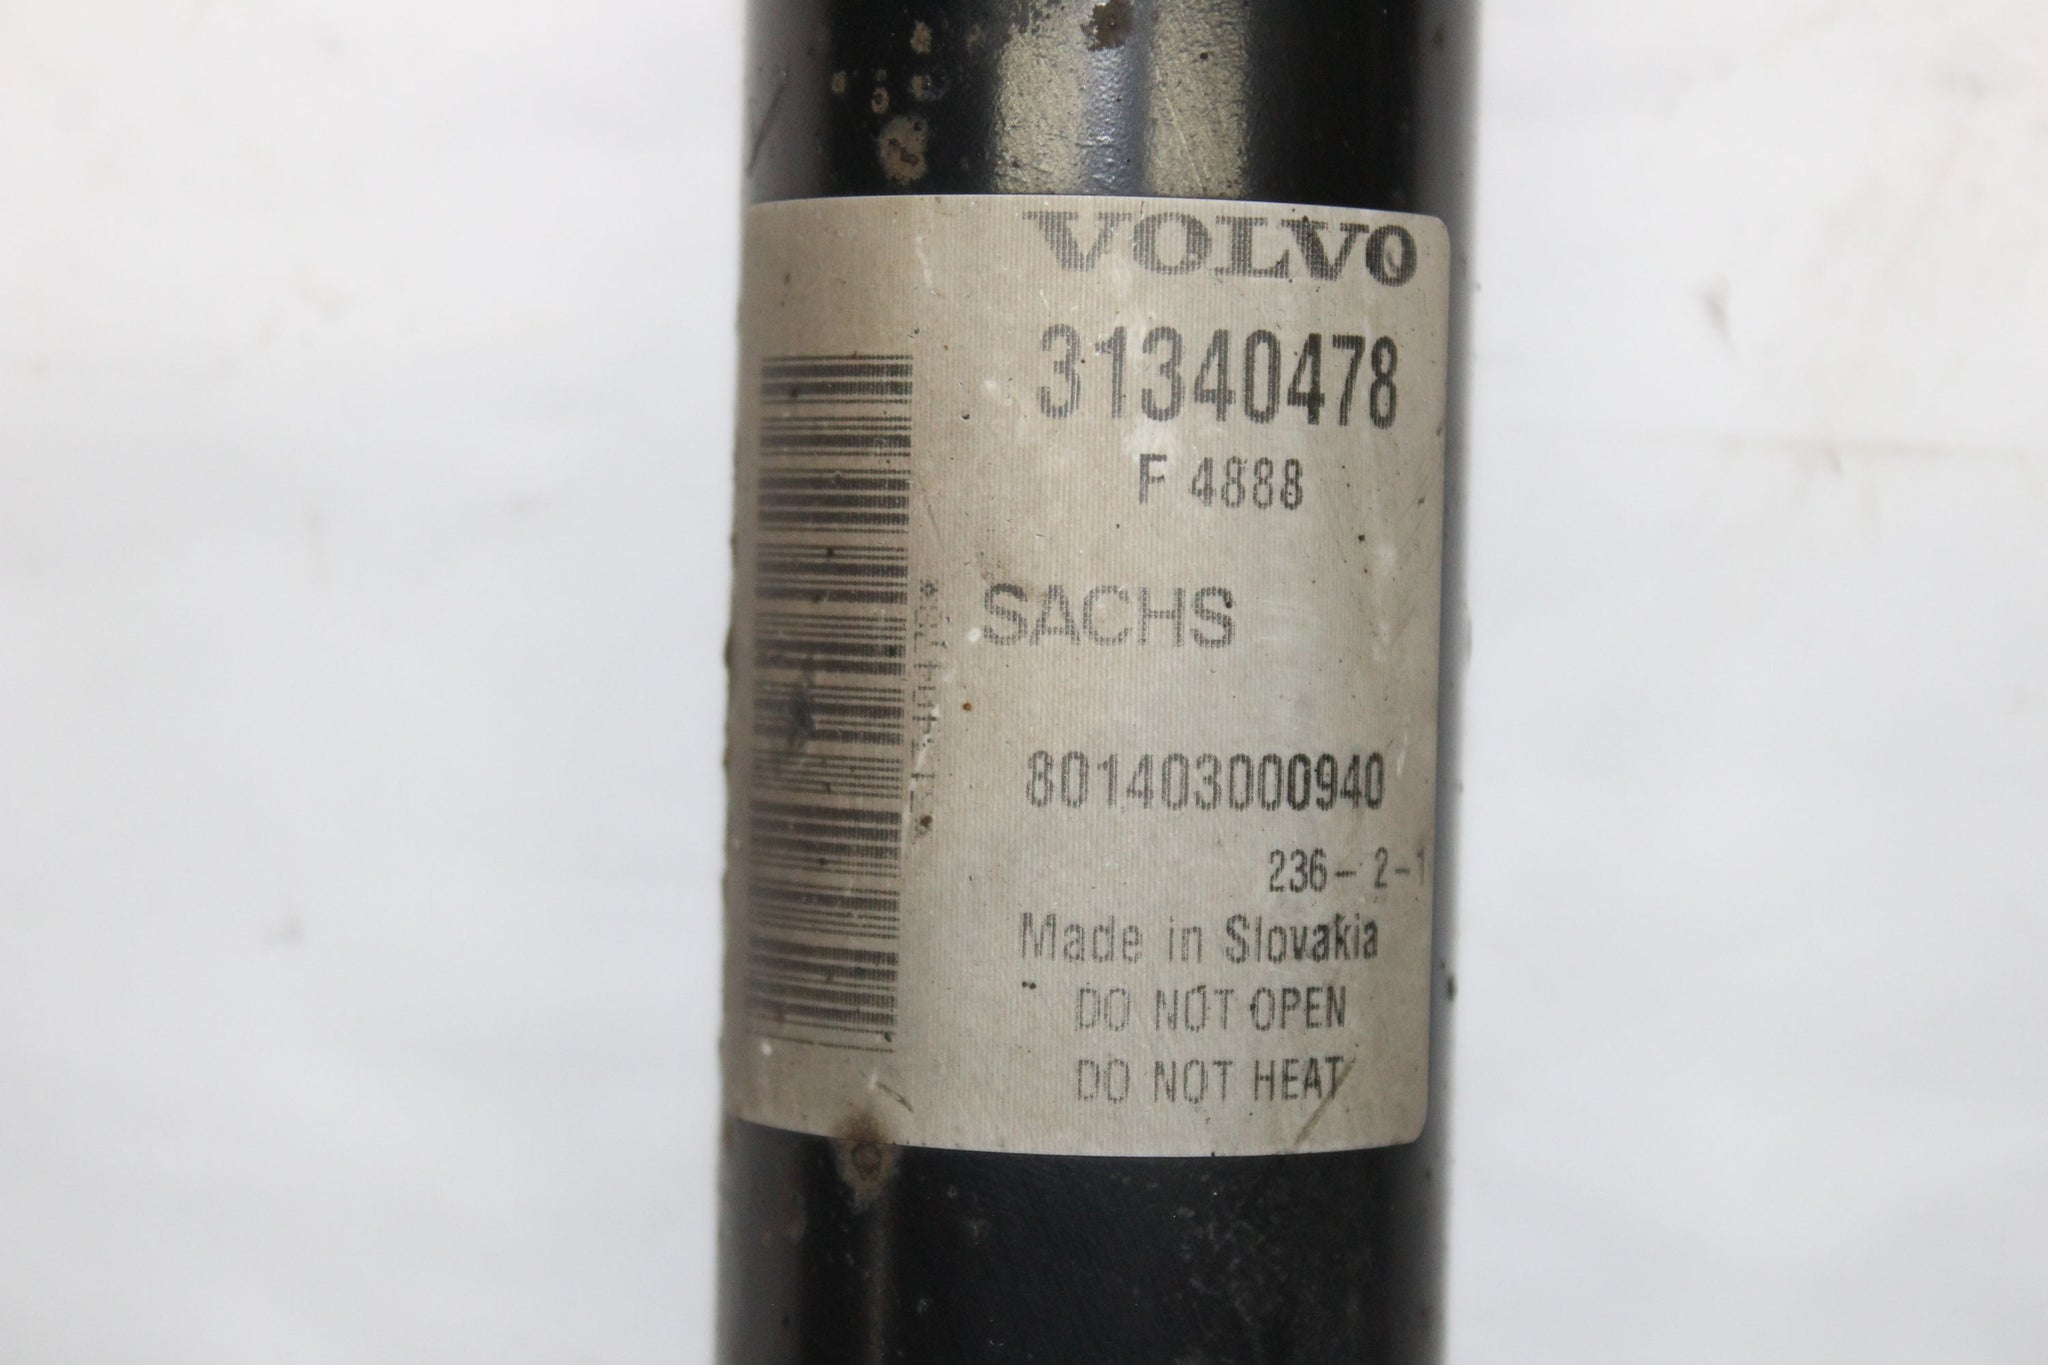 VOLVO
31340478
F 4888
SACHS
801403000940
236- 2-1
Made in Slovakia
DO NOT OPEN
DO NOT HEAT